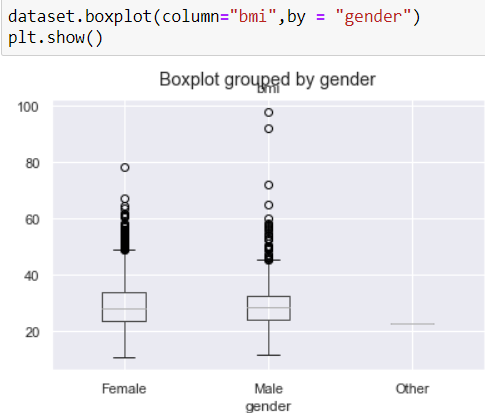 dataset.boxplot(column="bmi",by = "gender")
plt.show()
Boxplot grouped by gender
bmi
100
80
60
40
20
Female Male Other
gender